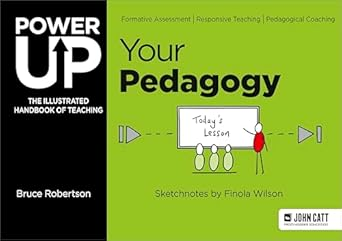 POWER
UP
THE ILLUSTRATED
HANDBOOK OF TEACHING
Bruce Robertson
Formative Assessment | Responsive Teaching | Pedagogical Coaching
Your
Pedagogy
Today's
Lesson
Sketchnotes by Finola Wilson
JOHN CATT